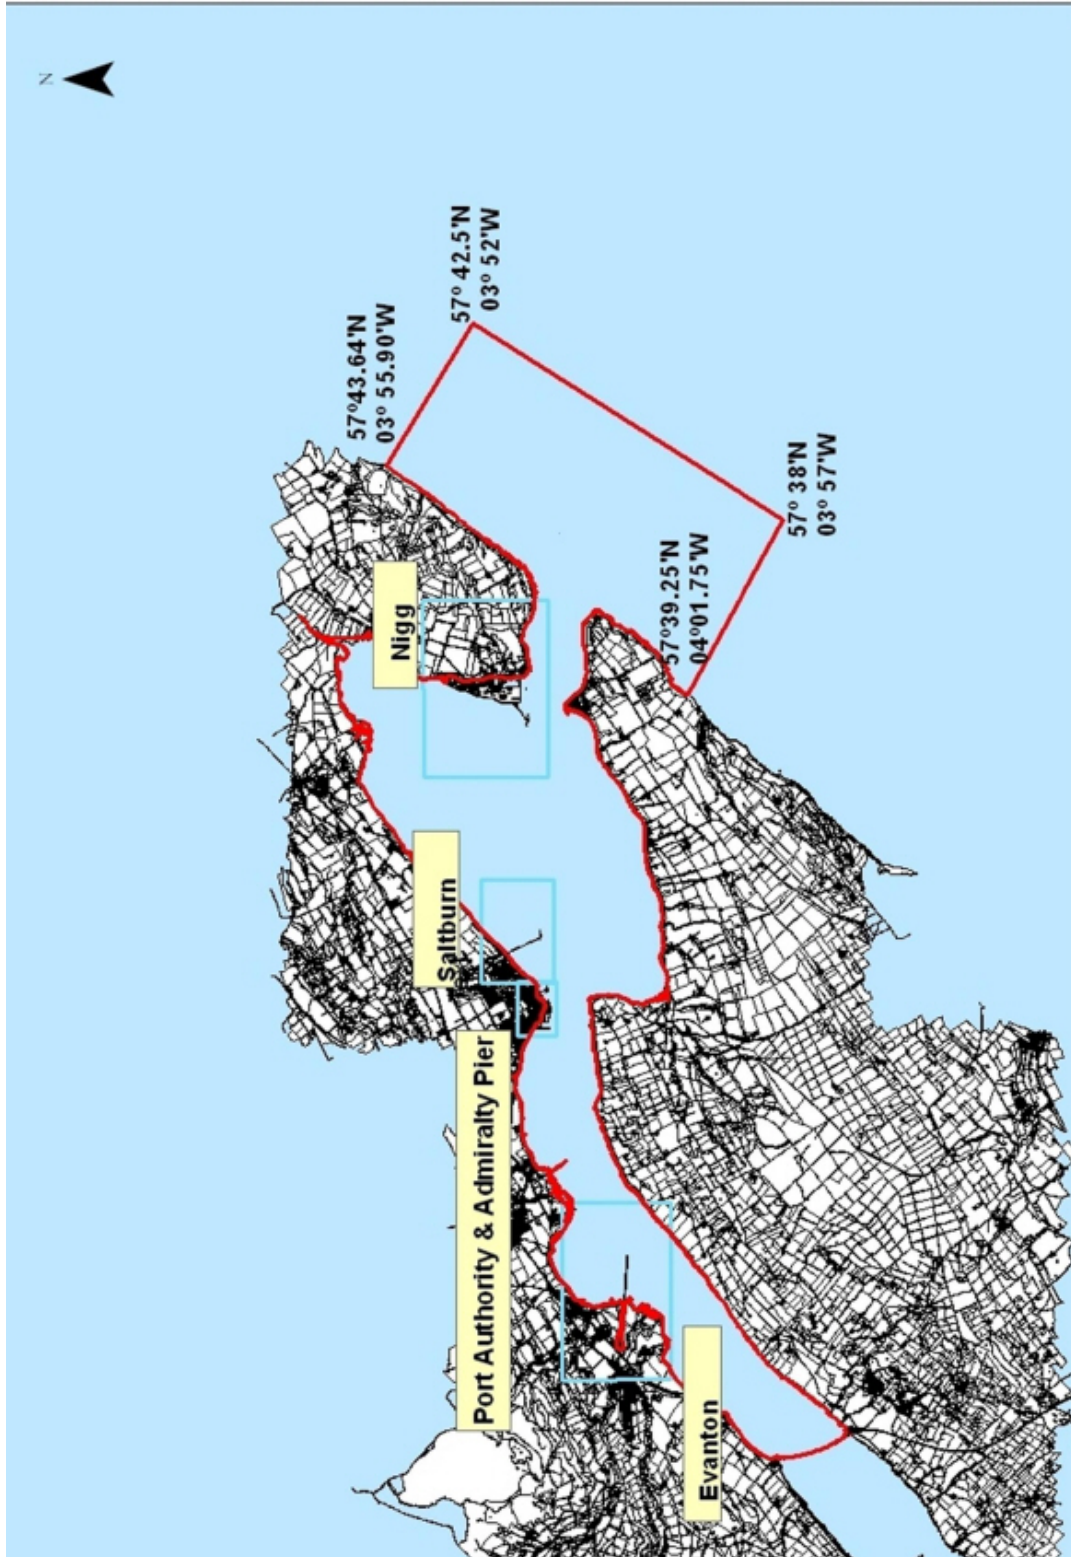 N
57°43.64'N
03° 55.90'W
57° 42.5'N
03° 52'W
Nigg
57° 38'N
03° 57'W
57°39.25'N
04°01.75'W
Saltburn
Port Authority & Admiralty Pier
Evanton